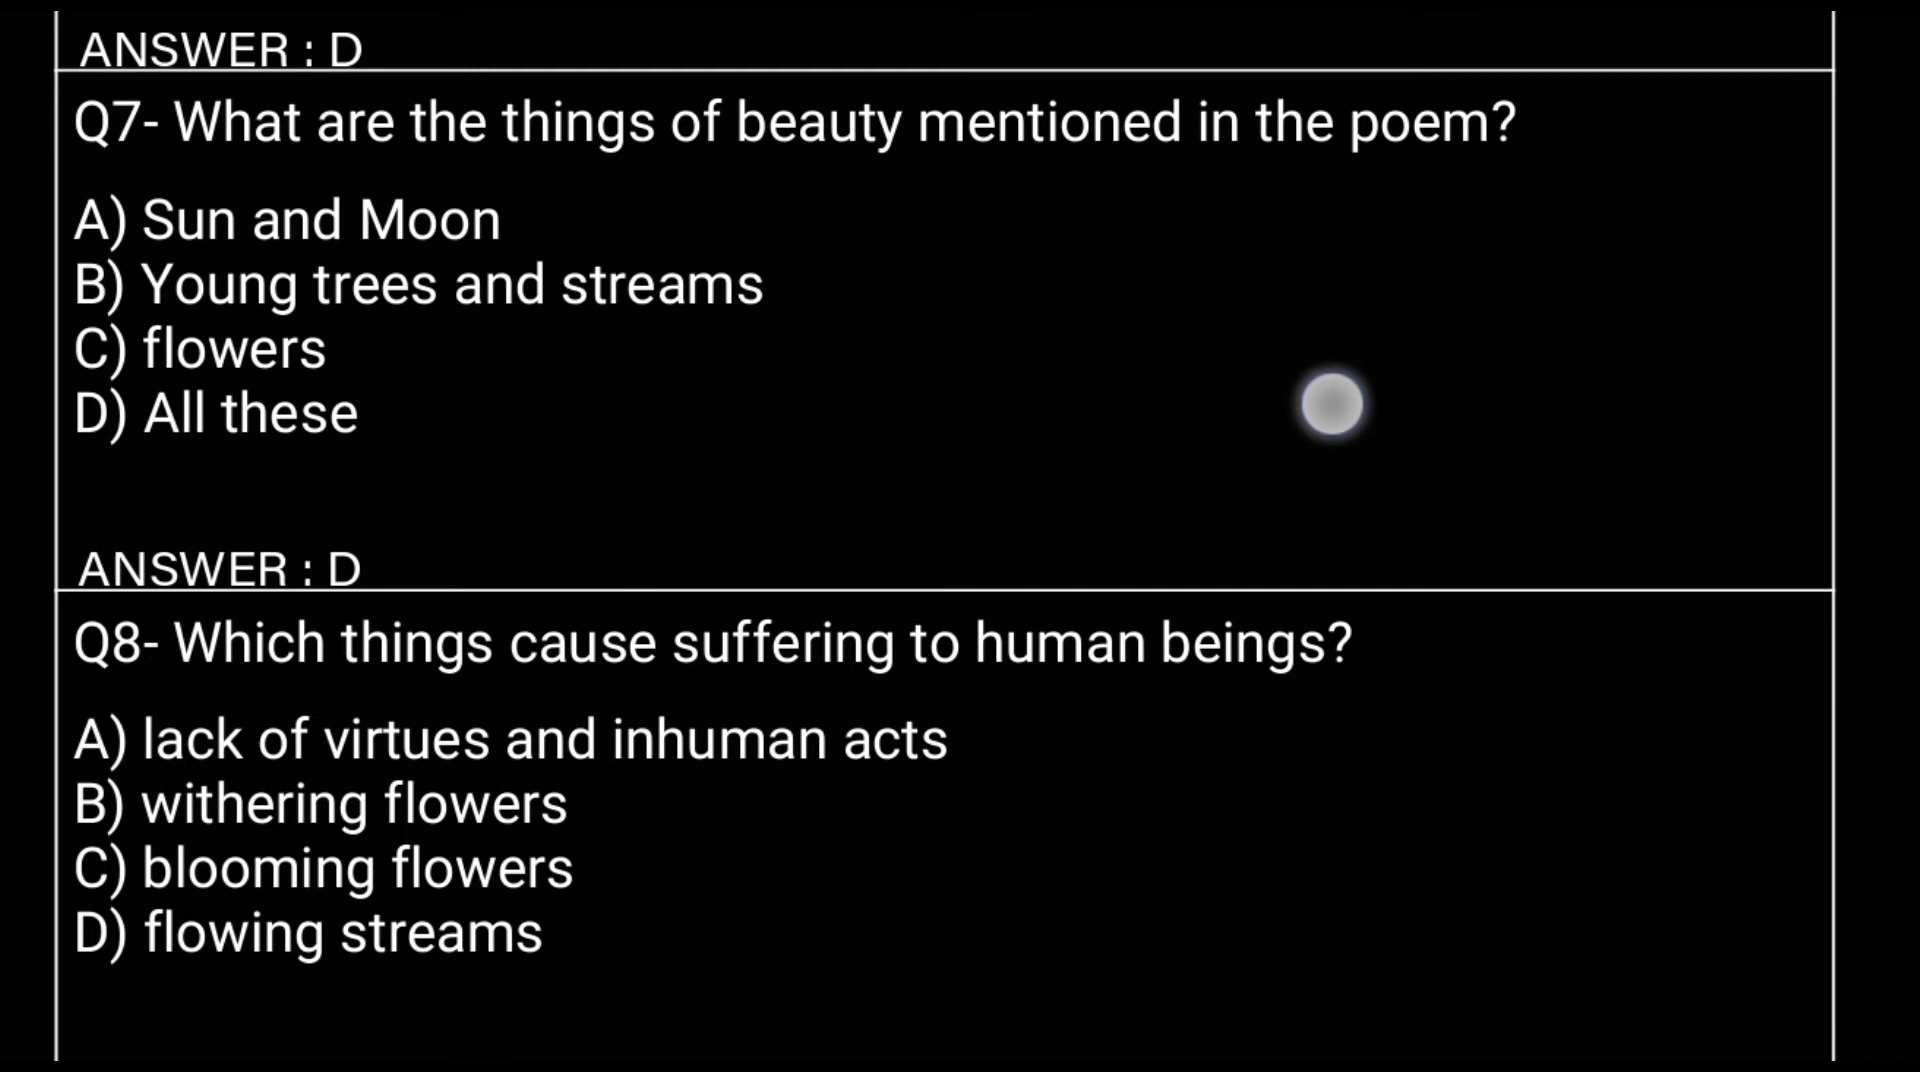 ANSWER : D
Q7- What are the things of beauty mentioned in the poem?
A) Sun and Moon
B) Young trees and streams
C) flowers
D) All these
ANSWER : D
Q8- Which things cause suffering to human beings?
A) lack of virtues and inhuman acts
B) withering flowers
C) blooming flowers
D) flowing streams